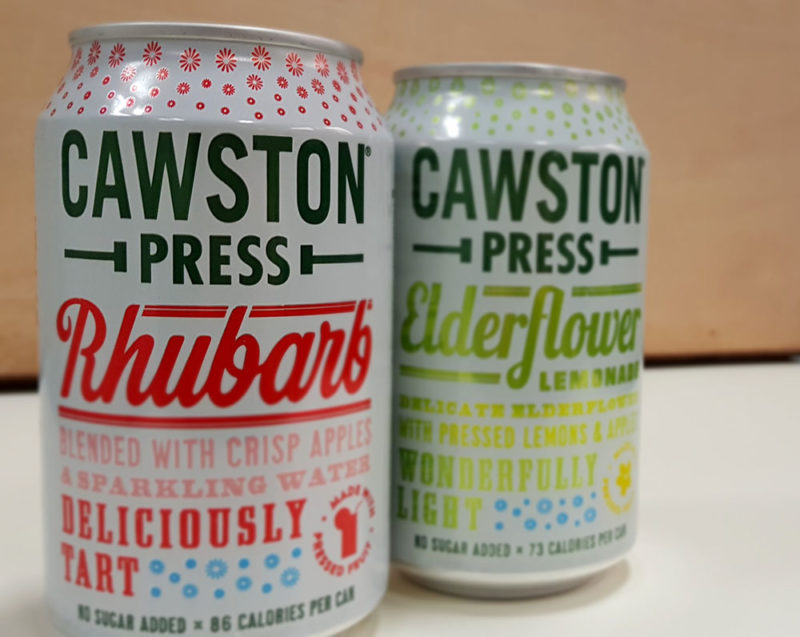 CAWSTON®
PRESS
Rhubarb
BLENDED WITH CRISP APPLES
& SPARKLING WATER
DELICIOUSLY
TART
MADE WITH
PRESSED FRUIT
NO SUGAR ADDED × 86 CALORIES PER CAN
CAWSTON
PRESS
Elderflower
LEMONADE
DELICATE ELDERFLOWER
WITH PRESSED LEMONS & APPLES
WONDERFULLY
LIGHT
NO SUGAR ADDED × 73 CALORIES PER CAN